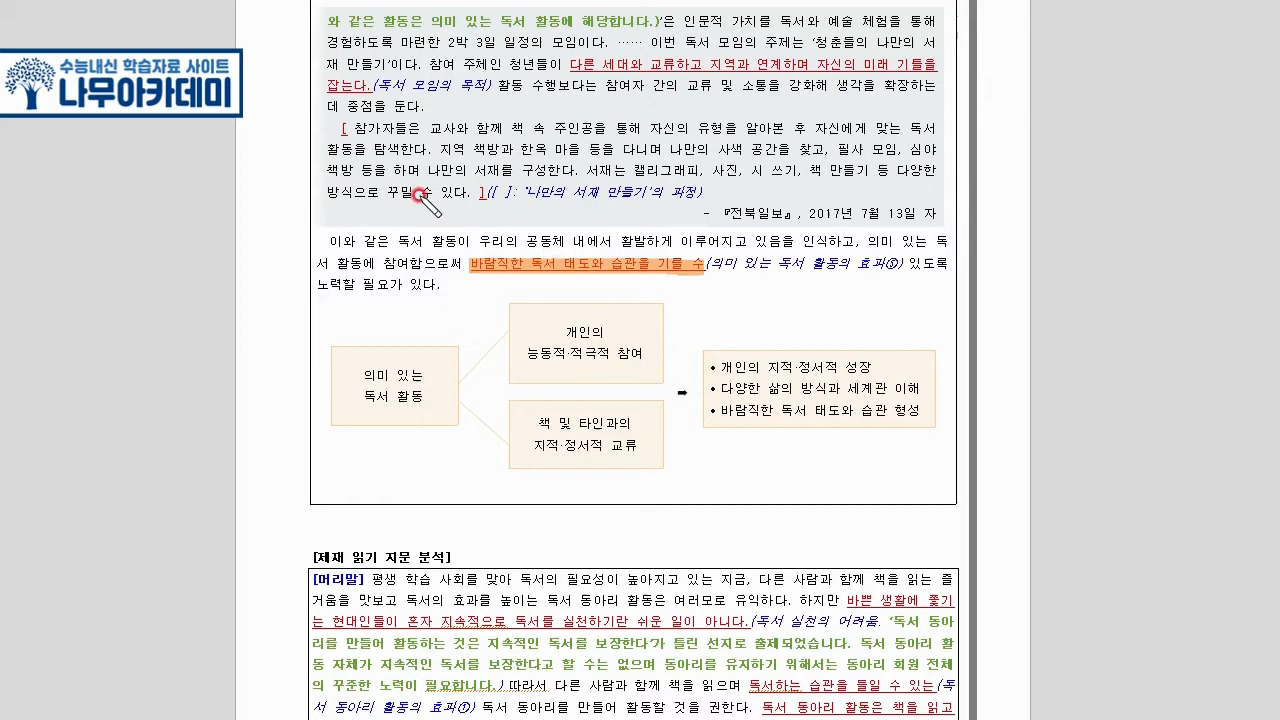 와 같은 활동은 의미 있는 독서 활동에 해당합니다.)'은 인문적 가치를 독서와 예술 체험을 통해
경험하도록 마련한 2박 3일 일정의 모임이다. …… 이번 독서 모임의 주제는 '청춘들의 나만의 서
재 만들기'이다. 참여 주체인 청년들이 다른 세대와 교류하고 지역과 연계하며 자신의 미래 기틀을
잡는다.(독서 모임의 목적) 활동 수행보다는 참여자 간의 교류 및 소통을 강화해 생각을 확장하는
데 중점을 둔다.
[ 참가자들은 교사와 함께 책 속 주인공을 통해 자신의 유형을 알아본 후 자신에게 맞는 독서
활동을 탐색한다. 지역 책방과 한옥 마을 등을 다니며 나만의 사색 공간을 찾고, 필사 모임, 심야
책방 등을 하며 나만의 서재를 구성한다. 서재는 캘리그래피, 사진, 시 쓰기, 책 만들기 등 다양한
방식으로 꾸밀 수 있다. ]([ ]: '나만의 서재 만들기'의 과정)
- 『전북일보』, 2017년 7월 13일 자
이와 같은 독서 활동이 우리의 공동체 내에서 활발하게 이루어지고 있음을 인식하고, 의미 있는 독
서 활동에 참여함으로써 바람직한 독서 태도와 습관을 기를 수(의미 있는 독서 활동의 효과⑤) 있도록
노력할 필요가 있다.
의미 있는
독서 활동
개인의
능동적·적극적 참여
책 및 타인과의
지적·정서적 교류
➡
• 개인의 지적·정서적 성장
• 다양한 삶의 방식과 세계관 이해
• 바람직한 독서 태도와 습관 형성
[제재 읽기 지문 분석]
[머리말] 평생 학습 사회를 맞아 독서의 필요성이 높아지고 있는 지금, 다른 사람과 함께 책을 읽는 즐
거움을 맛보고 독서의 효과를 높이는 독서 동아리 활동은 여러모로 유익하다. 하지만 바쁜 생활에 쫓기
는 현대인들이 혼자 지속적으로 독서를 실천하기란 쉬운 일이 아니다.(독서 실천의 어려움. '독서 동아
리를 만들어 활동하는 것은 지속적인 독서를 보장한다'가 틀린 선지로 출제되었습니다. 독서 동아리 활
동 자체가 지속적인 독서를 보장한다고 할 수는 없으며 동아리를 유지하기 위해서는 동아리 회원 전체
의 꾸준한 노력이 필요합니다.) 따라서 다른 사람과 함께 책을 읽으며 독서하는 습관을 들일 수 있는(독
서 동아리 활동의 효과①) 독서 동아리를 만들어 활동할 것을 권한다. 독서 동아리 활동은 책을 읽고
수능내신 학습자료 사이트
나무아카데미